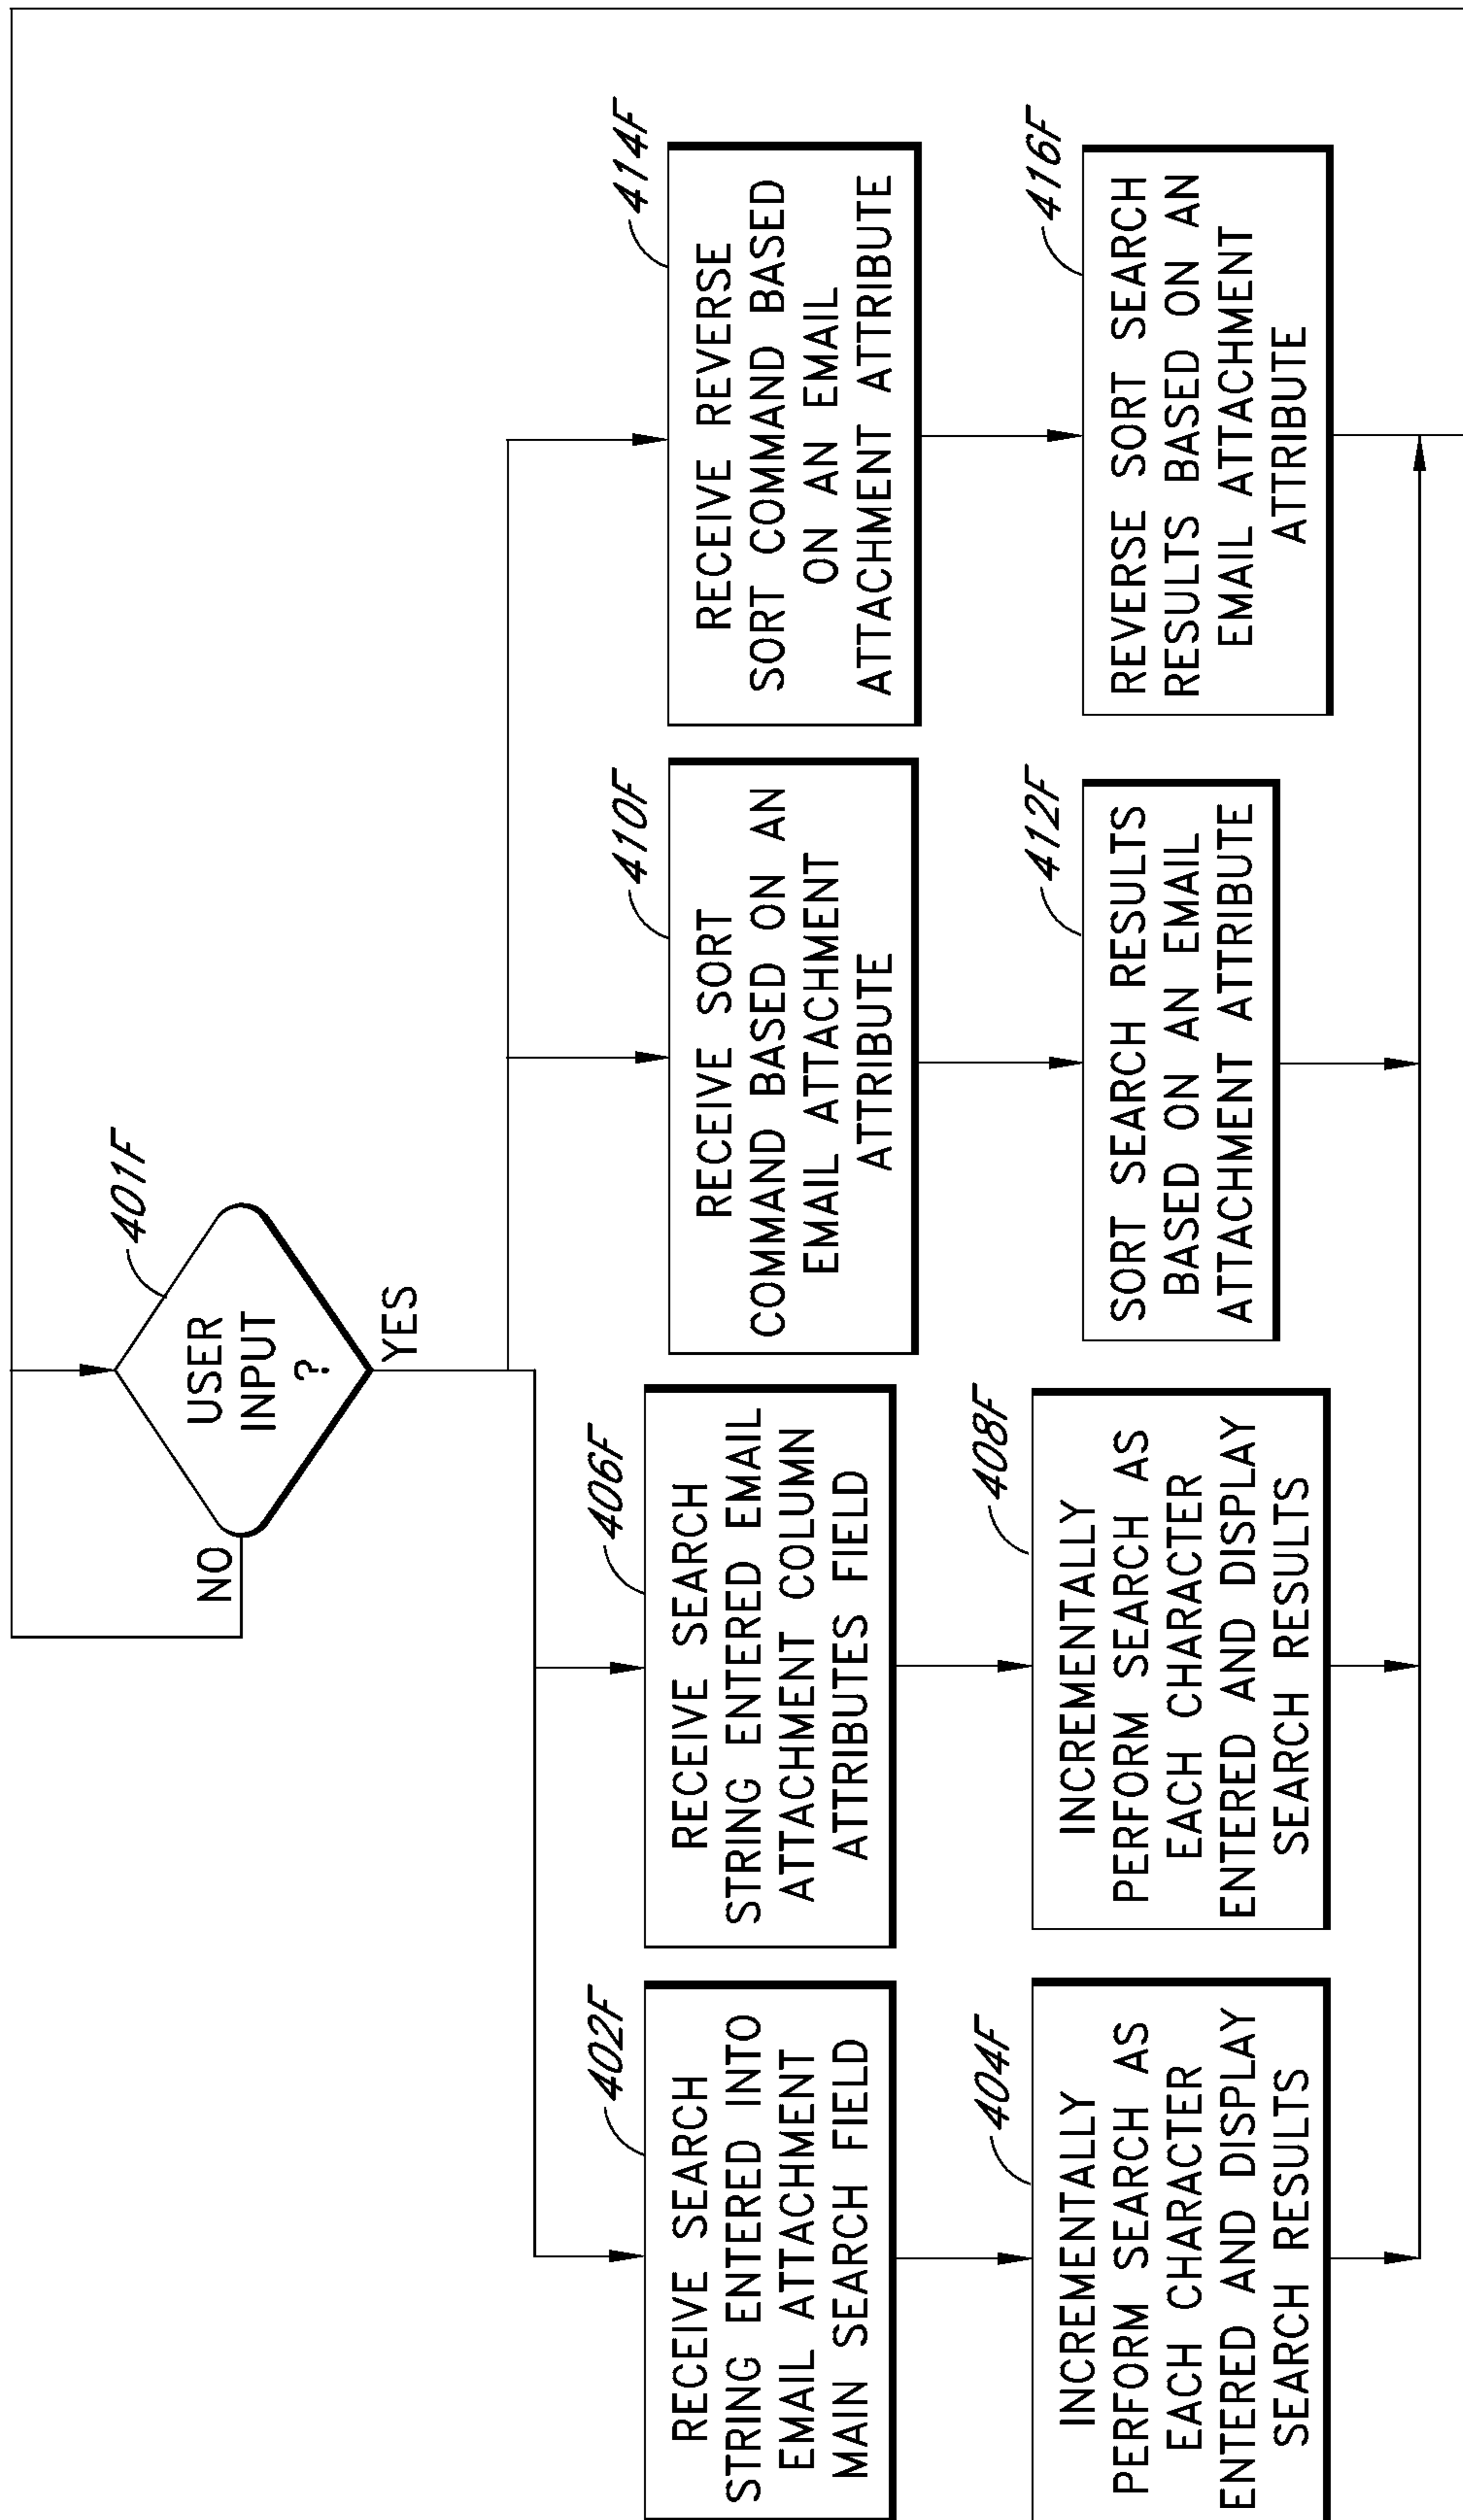 401F
USER
INPUT
?
NO
YES
402F
RECEIVE SEARCH
STRING ENTERED INTO
EMAIL ATTACHMENT
MAIN SEARCH FIELD
406F
RECEIVE SEARCH
STRING ENTERED EMAIL
ATTACHMENT COLUMN
ATTRIBUTES FIELD
410F
RECEIVE SORT
COMMAND BASED ON AN
EMAIL ATTACHMENT
ATTRIBUTE
414F
RECEIVE REVERSE
SORT COMMAND BASED
ON AN EMAIL
ATTACHMENT ATTRIBUTE
404F
INCREMENTALLY
PERFORM SEARCH AS
EACH CHARACTER
ENTERED AND DISPLAY
SEARCH RESULTS
408F
INCREMENTALLY
PERFORM SEARCH AS
EACH CHARACTER
ENTERED AND DISPLAY
SEARCH RESULTS
412F
SORT SEARCH RESULTS
BASED ON AN EMAIL
ATTACHMENT ATTRIBUTE
416F
REVERSE SORT SEARCH
RESULTS BASED ON AN
EMAIL ATTACHMENT
ATTRIBUTE